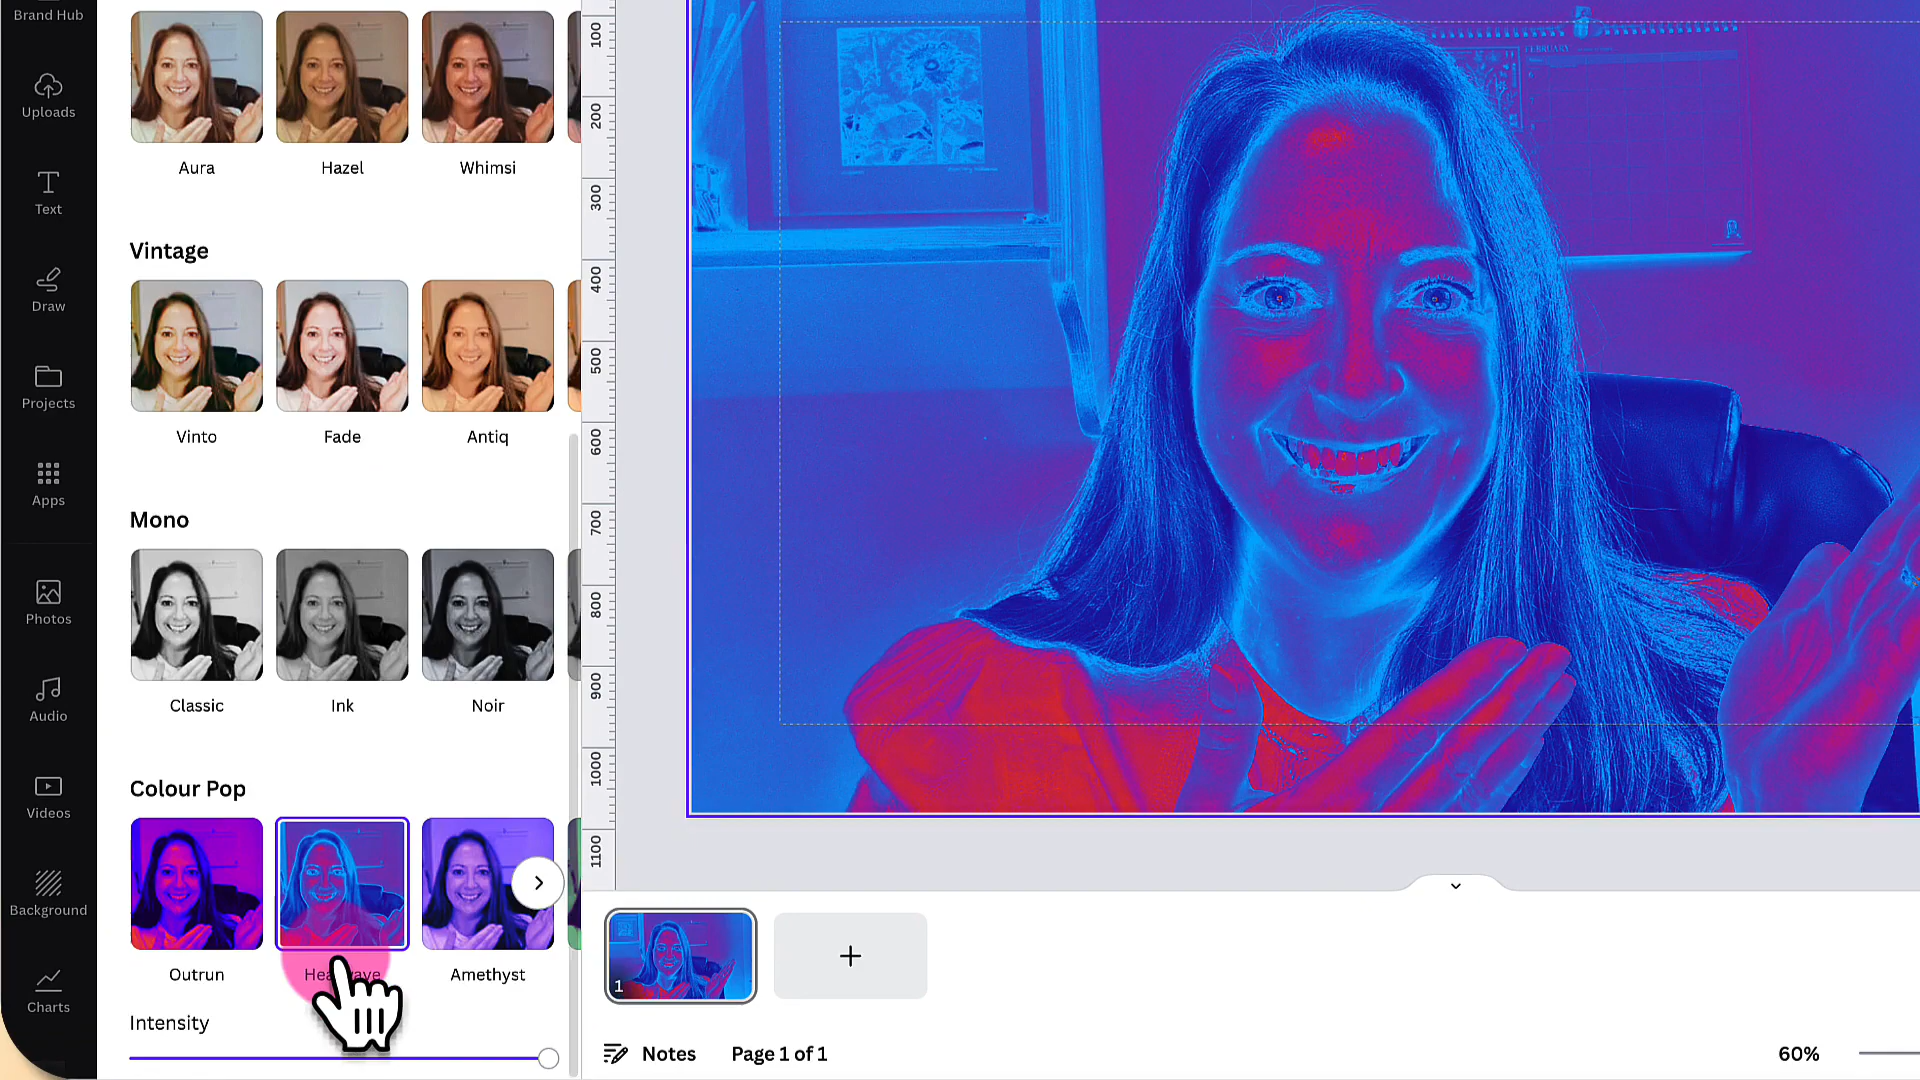 Brand Hub
Uploads
Text
Draw
Projects
Apps
Photos
Audio
Videos
Background
Charts
Aura
Hazel
Whimsi
Vintage
Vinto
Fade
Antiq
Mono
Classic
Ink
Noir
Colour Pop
Outrun
Amethyst
Intensity
100
200
300
400
500
600
700
800
900
1000
1100
FEBRUARY
1
Notes
Page 1 of 1
60%